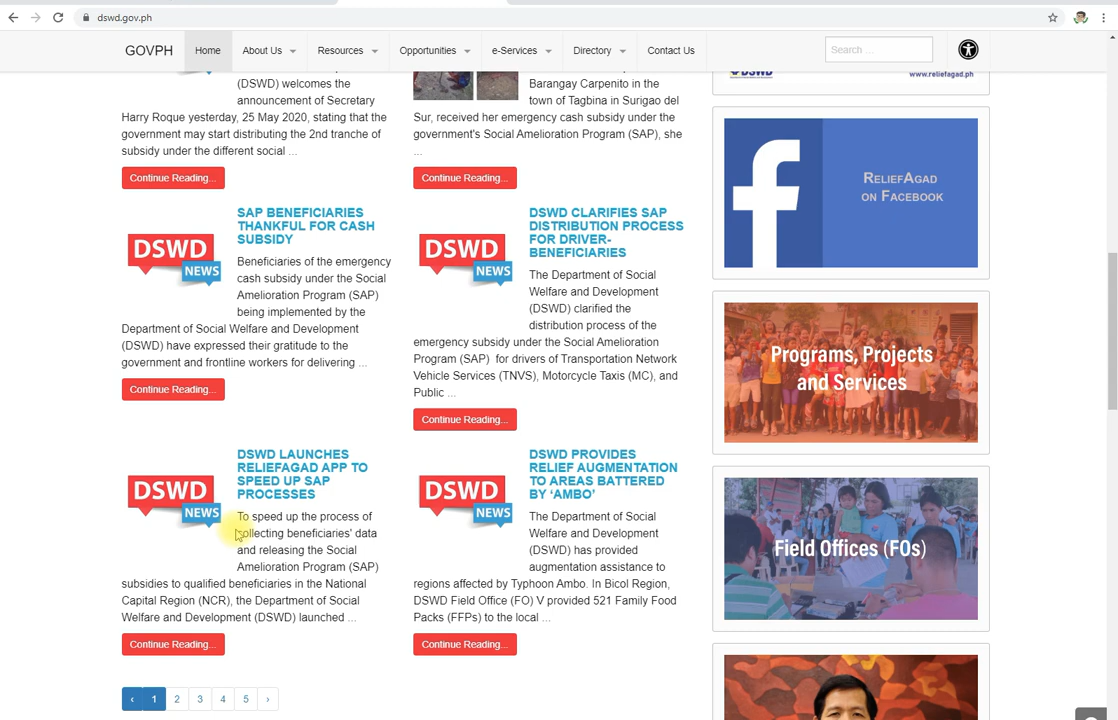 dswd.gov.ph
GOVPH
Home
About Us
Resources
Opportunities
e-Services
Directory
Contact Us
Search ...
(DSWD) welcomes the
announcement of Secretary
Harry Roque yesterday, 25 May 2020, stating that the
government may start distributing the 2nd tranche of
subsidy under the different social ...
Continue Reading...
Barangay Carpenito in the
town of Tagbina in Surigao del
Sur, received her emergency cash subsidy under the
government's Social Amelioration Program (SAP), she
...
Continue Reading...
SAP BENEFICIARIES
THANKFUL FOR CASH
SUBSIDY
DSWD
NEWS
Beneficiaries of the emergency
cash subsidy under the Social
Amelioration Program (SAP)
being implemented by the
Department of Social Welfare and Development
(DSWD) have expressed their gratitude to the
government and frontline workers for delivering ...
Continue Reading...
DSWD CLARIFIES SAP
DISTRIBUTION PROCESS
FOR DRIVER-
BENEFICIARIES
DSWD
NEWS
The Department of Social
Welfare and Development
(DSWD) clarified the
distribution process of the
emergency subsidy under the Social Amelioration
Program (SAP)  for drivers of Transportation Network
Vehicle Services (TNVS), Motorcycle Taxis (MC), and
Public ...
Continue Reading...
DSWD LAUNCHES
RELIEFAGAD APP TO
SPEED UP SAP
PROCESSES
DSWD
NEWS
To speed up the process of
collecting beneficiaries' data
and releasing the Social
Amelioration Program (SAP)
subsidies to qualified beneficiaries in the National
Capital Region (NCR), the Department of Social
Welfare and Development (DSWD) launched ...
Continue Reading...
DSWD PROVIDES
RELIEF AUGMENTATION
TO AREAS BATTERED
BY ‘AMBO’
DSWD
NEWS
The Department of Social
Welfare and Development
(DSWD) has provided
augmentation assistance to
regions affected by Typhoon Ambo. In Bicol Region,
DSWD Field Office (FO) V provided 521 Family Food
Packs (FFPs) to the local ...
Continue Reading...
‹ 1 2 3 4 5 ›
DSWD
www.reliefagad.ph
f
RELIEFAGAD
ON FACEBOOK
Programs, Projects
and Services
Field Offices (FOs)